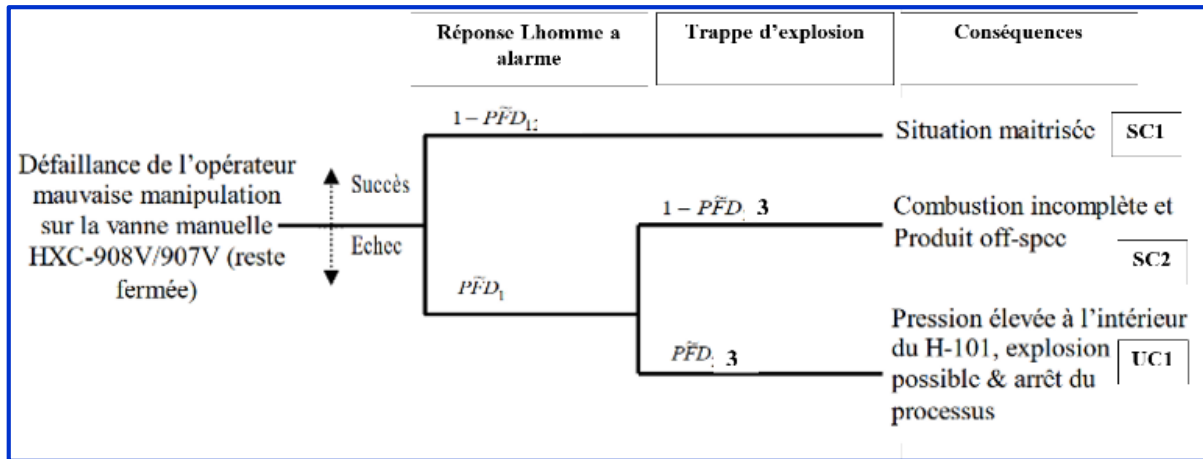 Réponse Lhomme a
alarme
Trappe d'explosion
Conséquences
1 − PF̃D₁₂
Situation maitrisée
SC1
Défaillance de l'opérateur
mauvaise manipulation
sur la vanne manuelle
HXC-908V/907V (reste
fermée)
Succès
Echec
1 − PF̃D 3
Combustion incomplète et
Produit off-spec
SC2
PF̃D₁
PF̃D 3
Pression élevée à l'intérieur
du H-101, explosion
possible & arrêt du
processus
UC1